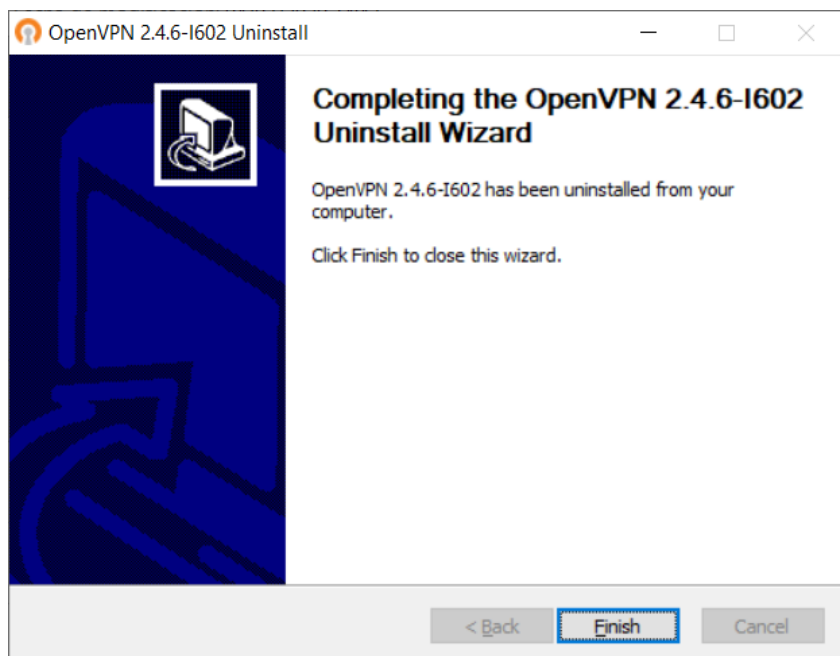 OpenVPN 2.4.6-I602 Uninstall
Completing the OpenVPN 2.4.6-I602
Uninstall Wizard
OpenVPN 2.4.6-I602 has been uninstalled from your
computer.
Click Finish to close this wizard.
< Back
Finish
Cancel